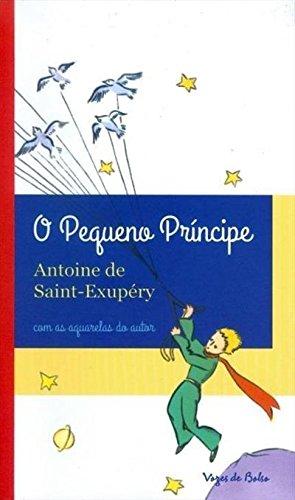 O Pequeno Príncipe
Antoine de
Saint-Exupéry
com as aquarelas do autor
Vozes de Bolso